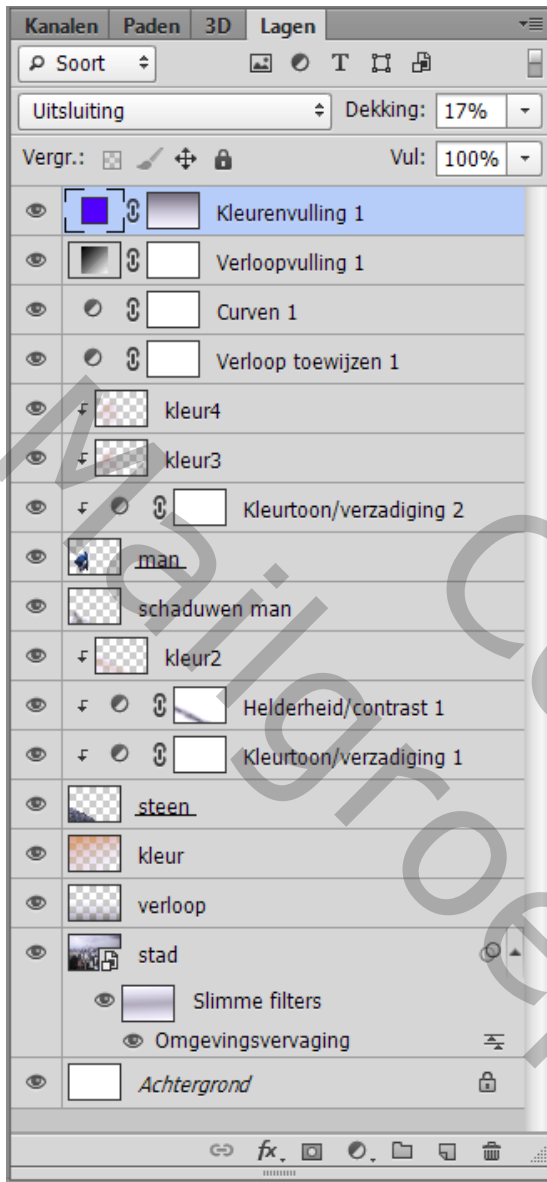 Kanalen Paden 3D Lagen
Soort
Uitsluiting Dekking: 17%
Vergr.: Vul: 100%
Kleurenvulling 1
Verloopvulling 1
Curven 1
Verloop toewijzen 1
kleur4
kleur3
Kleurtoon/verzadiging 2
man
schaduwen man
kleur2
Helderheid/contrast 1
Kleurtoon/verzadiging 1
steen
kleur
verloop
stad
Slimme filters
Omgevingsvervaging
Achtergrond
fx